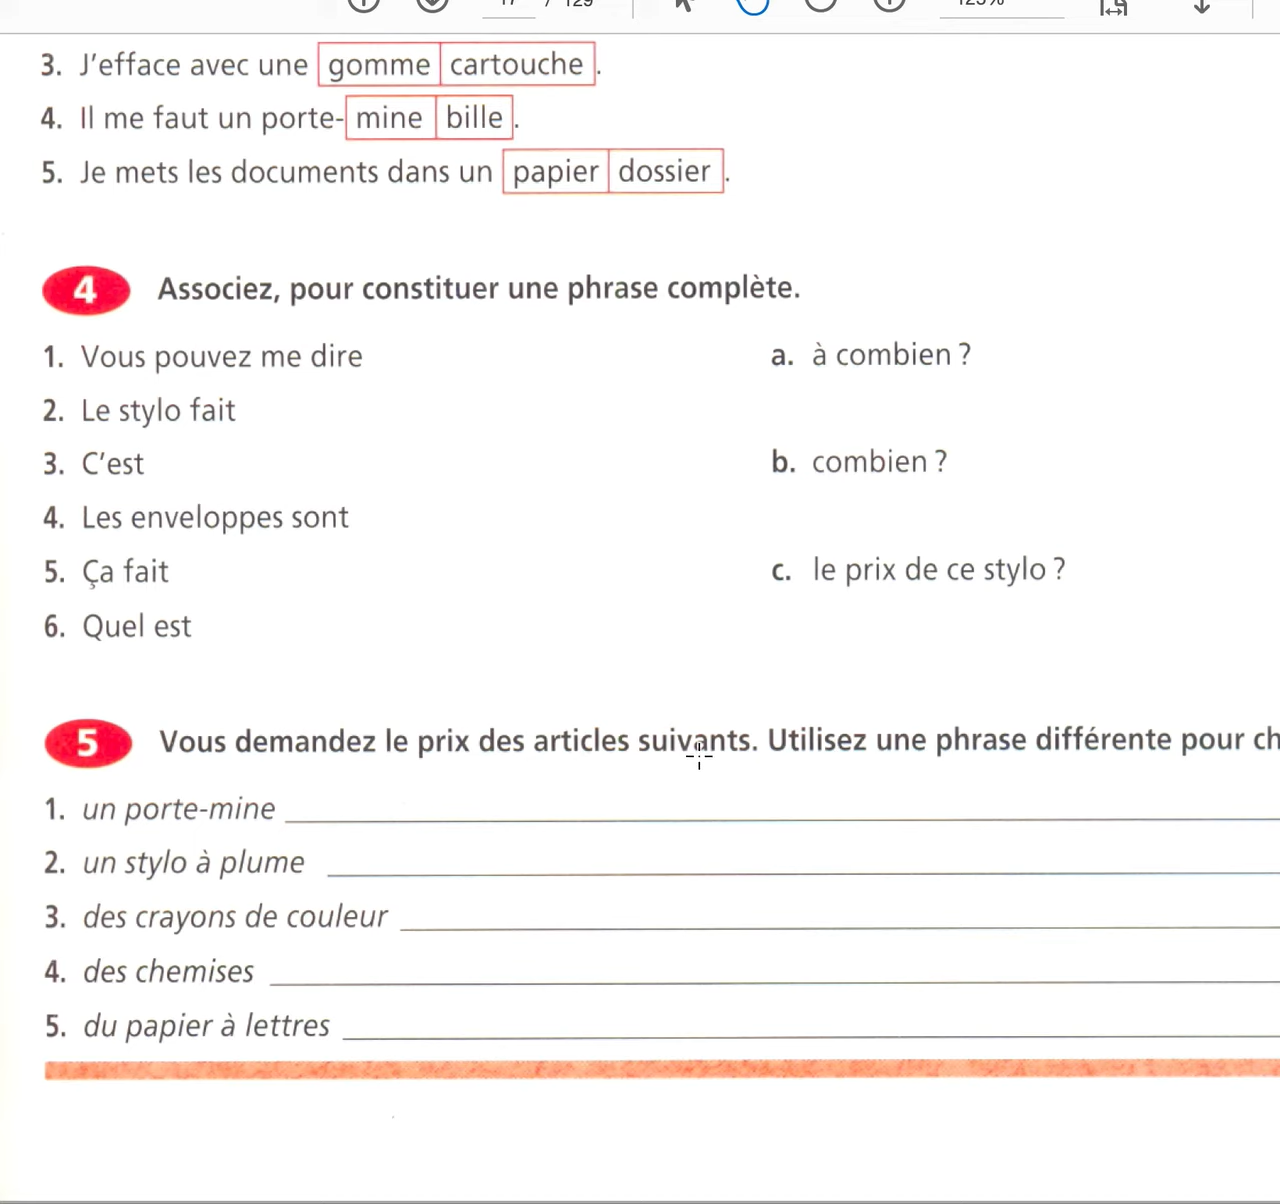 3. J'efface avec une gomme cartouche .
4. Il me faut un porte- mine bille .
5. Je mets les documents dans un papier dossier .
4 Associez, pour constituer une phrase complète.
1. Vous pouvez me dire
a. à combien ?
2. Le stylo fait
3. C'est
b. combien ?
4. Les enveloppes sont
5. Ça fait
c. le prix de ce stylo ?
6. Quel est
5 Vous demandez le prix des articles suivants. Utilisez une phrase différente pour ch
1. un porte-mine
2. un stylo à plume
3. des crayons de couleur
4. des chemises
5. du papier à lettres